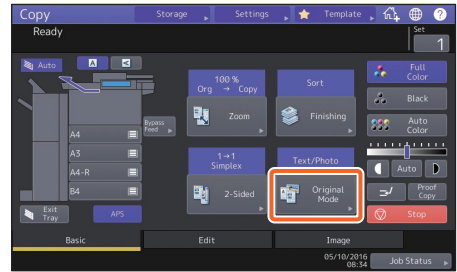 Copy
Storage
Settings
Template
?
Ready
Set
1
Auto
A
100 %
Org → Copy
Sort
Full
Color
Zoom
Finishing
Black
Bypass
Feed
Auto
Color
A4
A3
1→1
Simplex
Text/Photo
A4-R
Auto
B4
2-Sided
Original
Mode
Proof
Copy
Exit
Tray
APS
Stop
Basic
Edit
Image
05/10/2016
08:34
Job Status